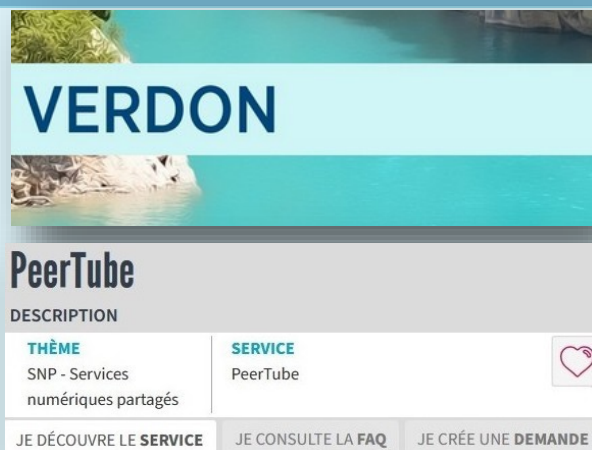 VERDON
PeerTube
DESCRIPTION
THÈME
SNP - Services
numériques partagés
SERVICE
PeerTube
JE DÉCOUVRE LE SERVICE
JE CONSULTE LA FAQ
JE CRÉE UNE DEMANDE